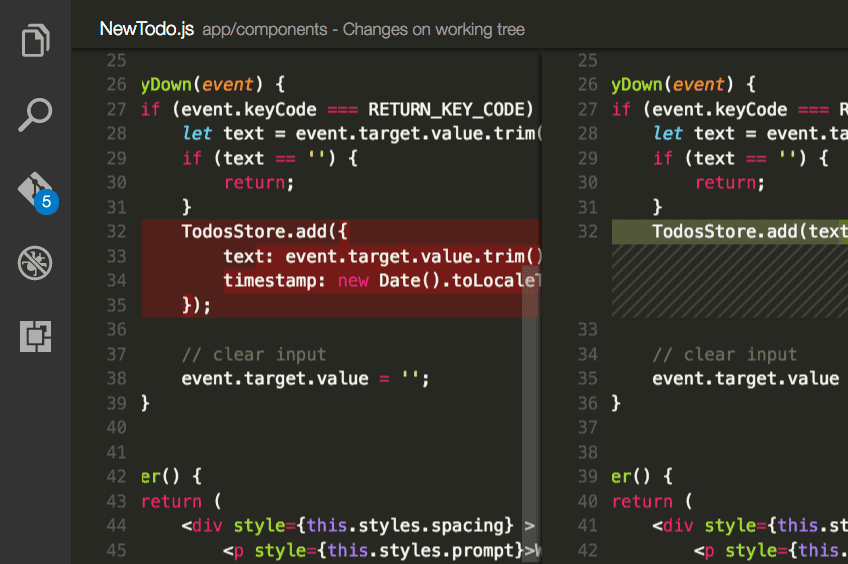 NewTodo.js app/components - Changes on working tree
5
25
26 yDown(event) {
27 if (event.keyCode === RETURN_KEY_CODE)
28 let text = event.target.value.trim(
29 if (text == '') {
30 return;
31 }
32 TodosStore.add({
33 text: event.target.value.trim()
34 timestamp: new Date().toLocale
35 });
36
37 // clear input
38 event.target.value = '';
39 }
40
41
42 er() {
43 return (
44 <div style={this.styles.spacing} >
45 <p style={this.styles.prompt}>
25
26 yDown(event) {
27 if (event.keyCode === R
28 let text = event.ta
29 if (text == '') {
30 return;
31 }
32 TodosStore.add(text
33
34 // clear input
35 event.target.value
36 }
37
38
39 er() {
40 return (
41 <div style={this.st
42 <p style={this.